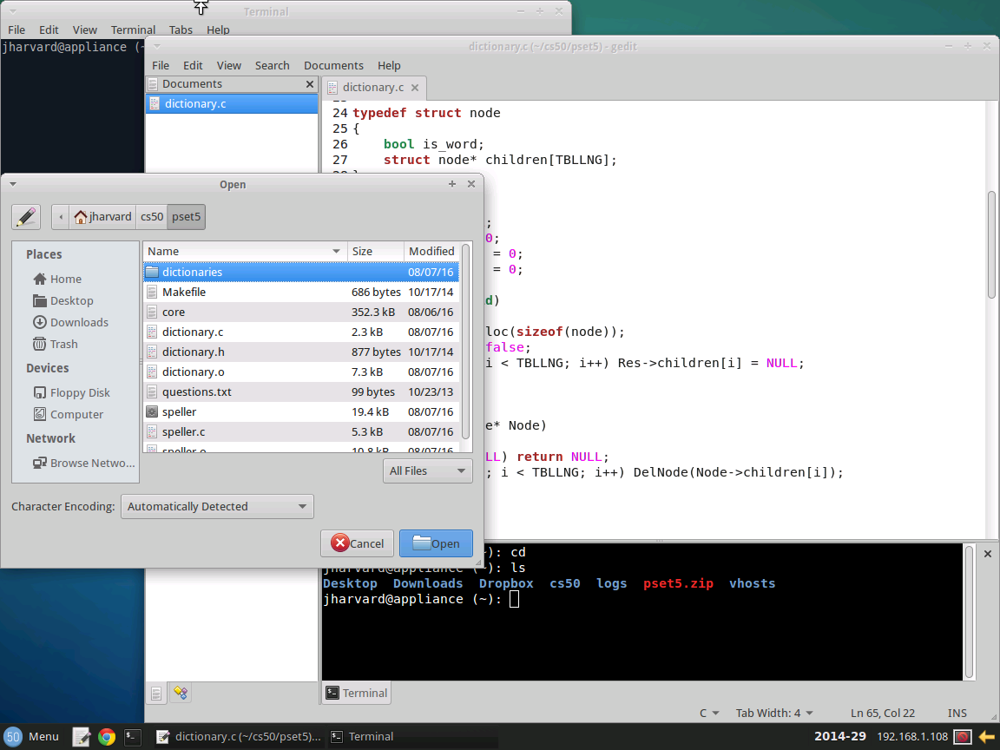 Terminal
File Edit View Terminal Tabs Help
jharvard@appliance (~
dictionary.c (~/cs50/pset5) - gedit
File Edit View Search Documents Help
Documents
dictionary.c
dictionary.c
24 typedef struct node
25 {
26 bool is_word;
27 struct node* children[TBLLNG];
;
0;
= 0;
= 0;
d)
loc(sizeof(node));
false;
i < TBLLNG; i++) Res->children[i] = NULL;
e* Node)
LL) return NULL;
; i < TBLLNG; i++) DelNode(Node->children[i]);
Open
jharvard cs50 pset5
Places
Home
Desktop
Downloads
Trash
Devices
Floppy Disk
Computer
Network
Browse Netwo...
Name Size Modified
dictionaries 08/07/16
Makefile 686 bytes 10/17/14
core 352.3 kB 08/06/16
dictionary.c 2.3 kB 08/07/16
dictionary.h 877 bytes 10/17/14
dictionary.o 7.3 kB 08/07/16
questions.txt 99 bytes 10/23/13
speller 19.4 kB 08/07/16
speller.c 5.3 kB 08/07/16
speller.o 10.8 kB 08/07/16
All Files
Character Encoding: Automatically Detected
Cancel Open
~): cd
jharvard@appliance (~): ls
Desktop Downloads Dropbox cs50 logs pset5.zip vhosts
jharvard@appliance (~):
Terminal
C Tab Width: 4 Ln 65, Col 22 INS
50 Menu dictionary.c (~/cs50/pset5)... Terminal 2014-29 192.168.1.108